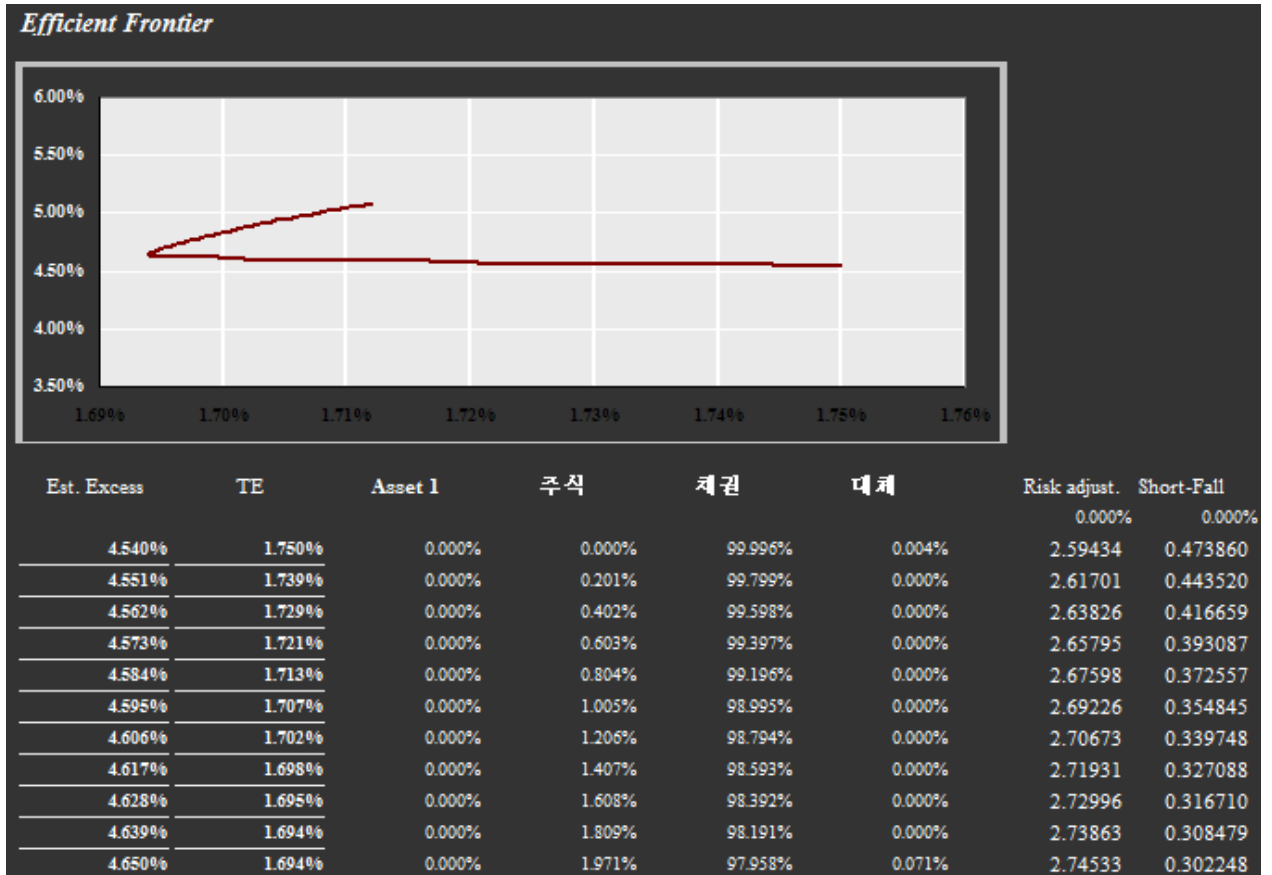 Efficient Frontier
6.00%
5.50%
5.00%
4.50%
4.00%
3.50%
1.69% 1.70% 1.71% 1.72% 1.73% 1.74% 1.75% 1.76%
Est. Excess TE Asset 1 주식 채권 대체 Risk adjust. Short-Fall
0.000% 0.000%
4.540% 1.750% 0.000% 0.000% 99.996% 0.004% 2.59434 0.473860
4.551% 1.739% 0.000% 0.201% 99.799% 0.000% 2.61701 0.443520
4.562% 1.729% 0.000% 0.402% 99.598% 0.000% 2.63826 0.416659
4.573% 1.721% 0.000% 0.603% 99.397% 0.000% 2.65795 0.393087
4.584% 1.713% 0.000% 0.804% 99.196% 0.000% 2.67598 0.372557
4.595% 1.707% 0.000% 1.005% 98.995% 0.000% 2.69226 0.354845
4.606% 1.702% 0.000% 1.206% 98.794% 0.000% 2.70673 0.339748
4.617% 1.698% 0.000% 1.407% 98.593% 0.000% 2.71931 0.327088
4.628% 1.695% 0.000% 1.608% 98.392% 0.000% 2.72996 0.316710
4.639% 1.694% 0.000% 1.809% 98.191% 0.000% 2.73863 0.308479
4.650% 1.694% 0.000% 1.971% 97.958% 0.071% 2.74533 0.302248